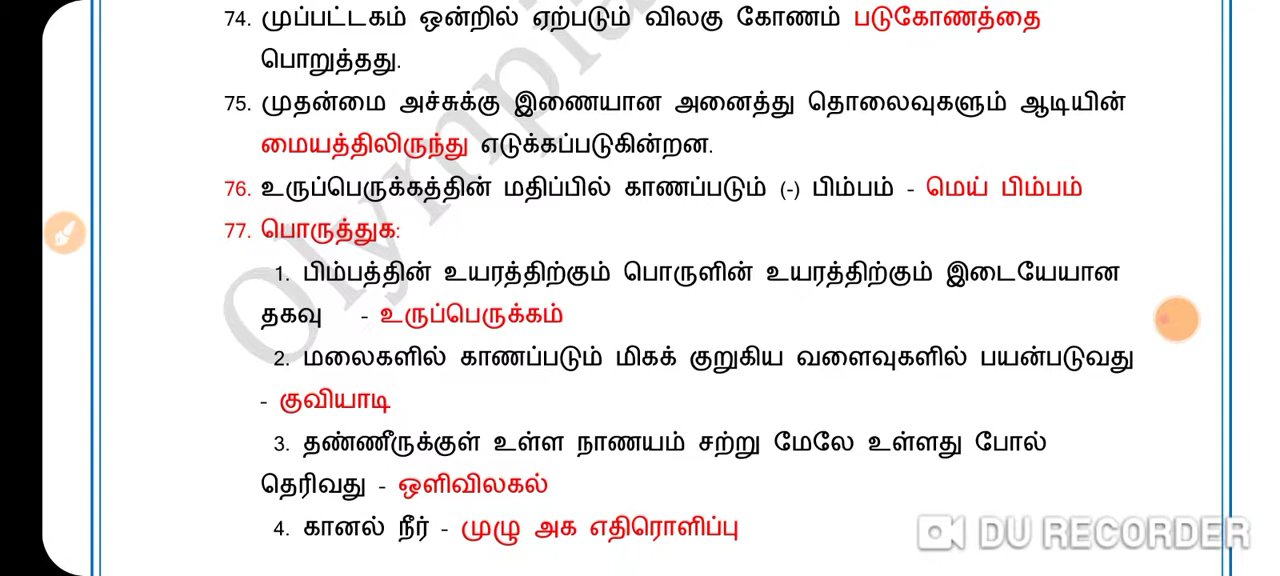 74. முப்பட்டகம் ஒன்றில் ஏற்படும் விலகு கோணம் படுகோணத்தை
பொறுத்தது.
75. முதன்மை அச்சுக்கு இணையான அனைத்து தொலைவுகளும் ஆடியின்
மையத்திலிருந்து எடுக்கப்படுகின்றன.
76. உருப்பெருக்கத்தின் மதிப்பில் காணப்படும் (-) பிம்பம் - மெய் பிம்பம்
77. பொருத்துக:
1. பிம்பத்தின் உயரத்திற்கும் பொருளின் உயரத்திற்கும் இடையேயான
தகவு - உருப்பெருக்கம்
2. மலைகளில் காணப்படும் மிகக் குறுகிய வளைவுகளில் பயன்படுவது
- குவியாடி
3. தண்ணீருக்குள் உள்ள நாணயம் சற்று மேலே உள்ளது போல்
தெரிவது - ஒளிவிலகல்
4. கானல் நீர் - முழு அக எதிரொளிப்பு
DU RECORDER